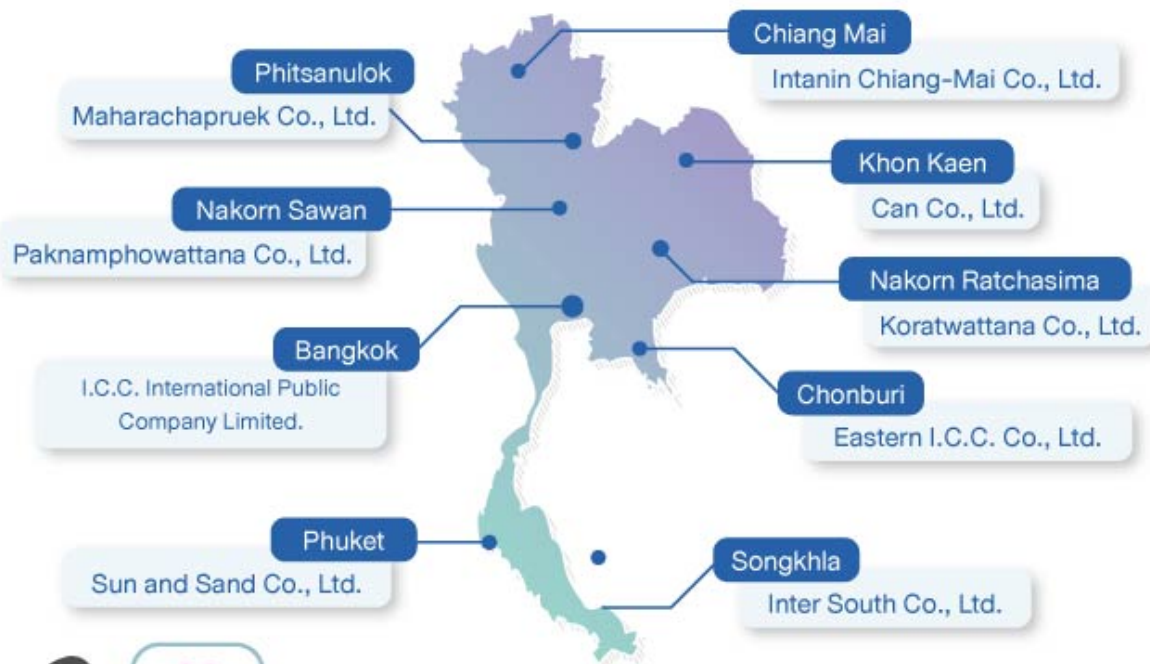 Chiang Mai
Intanin Chiang-Mai Co., Ltd.
Phitsanulok
Maharachapruek Co., Ltd.
Khon Kaen
Can Co., Ltd.
Nakorn Sawan
Paknamphowattana Co., Ltd.
Nakorn Ratchasima
Koratwattana Co., Ltd.
Bangkok
I.C.C. International Public
Company Limited.
Chonburi
Eastern I.C.C. Co., Ltd.
Phuket
Sun and Sand Co., Ltd.
Songkhla
Inter South Co., Ltd.